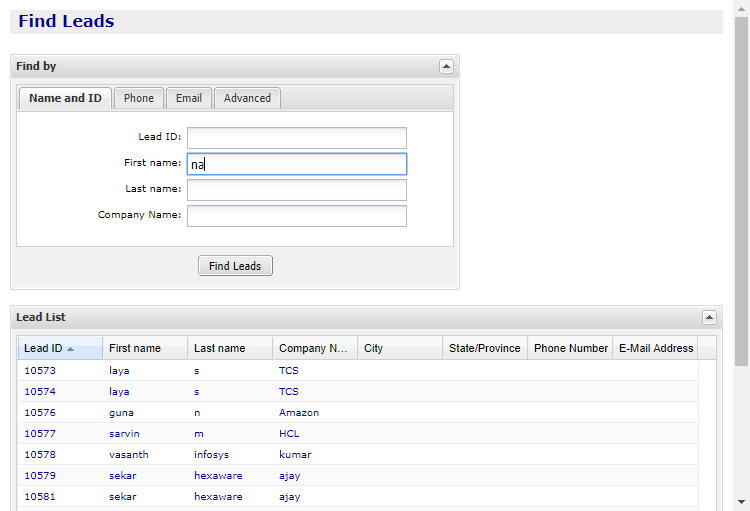 Find Leads
Find by
Name and ID Phone Email Advanced
Lead ID:
First name: na
Last name:
Company Name:
Find Leads
Lead List
Lead ID First name Last name Company N... City State/Province Phone Number E-Mail Address
10573 laya s TCS
10574 laya s TCS
10576 guna n Amazon
10577 sarvin m HCL
10578 vasanth infosys kumar
10579 sekar hexaware ajay
10581 sekar hexaware ajay